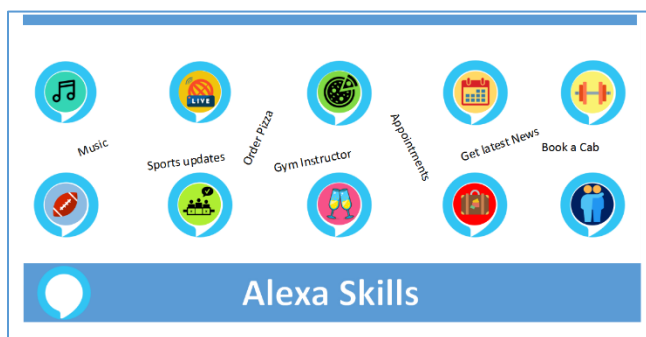 LIVE
Music
Sports updates
Order Pizza
Gym Instructor
Appointments
Get latest News
Book a Cab
Alexa Skills